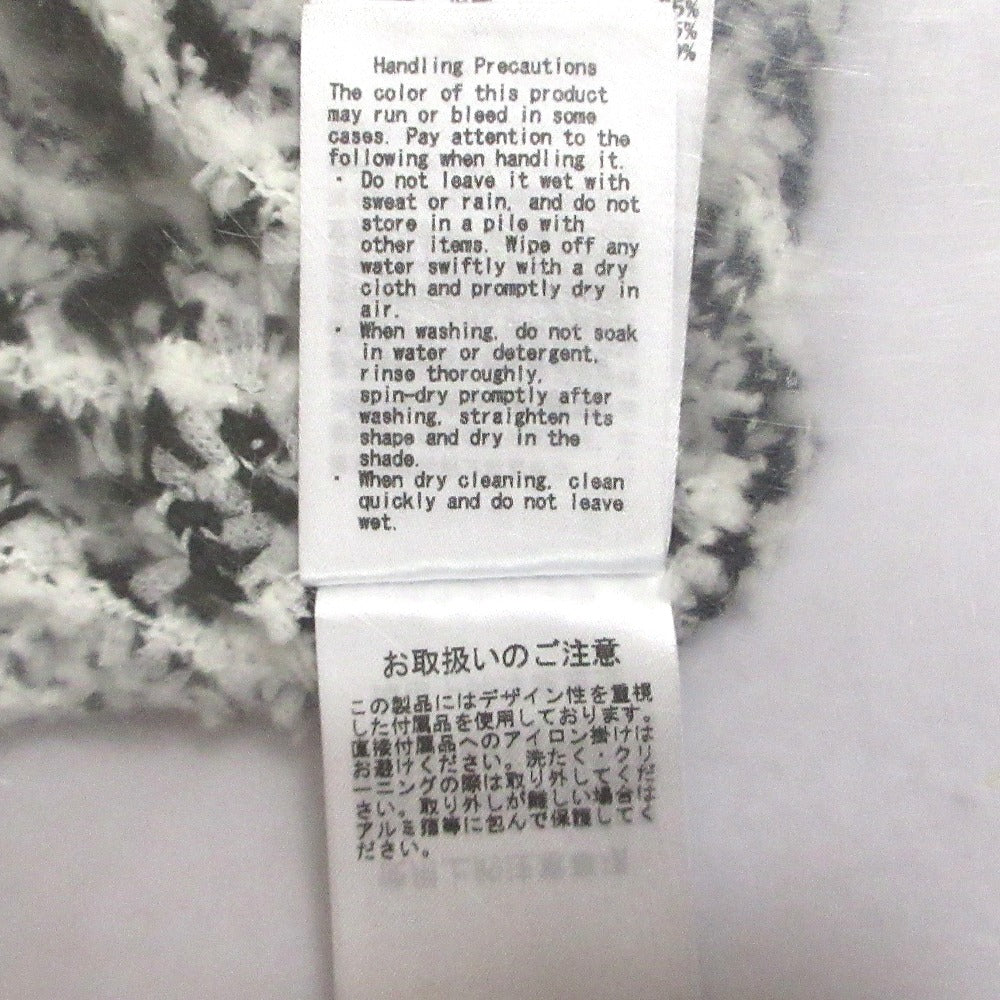 5%
5%
0%
Handling Precautions
The color of this product
may run or bleed in some
cases. Pay attention to the
following when handling it.
· Do not leave it wet with
sweat or rain, and do not
store in a pile with
other items. Wipe off any
water swiftly with a dry
cloth and promptly dry in
air.
· When washing, do not soak
in water or detergent,
rinse thoroughly,
spin-dry promptly after
washing, straighten its
shape and dry in the
shade.
· When dry cleaning, clean
quickly and do not leave
wet.
お取扱いのご注意
この製品にはデザイン性を重視
した付属品を使用しております。
直接付属品へのアイロン掛けは
お避けください。洗たく・クリ
ーニングの際は取り外してくだ
さい。取り外しが難しい場合は
アルミ箔等に包んで保護してく
ださい。